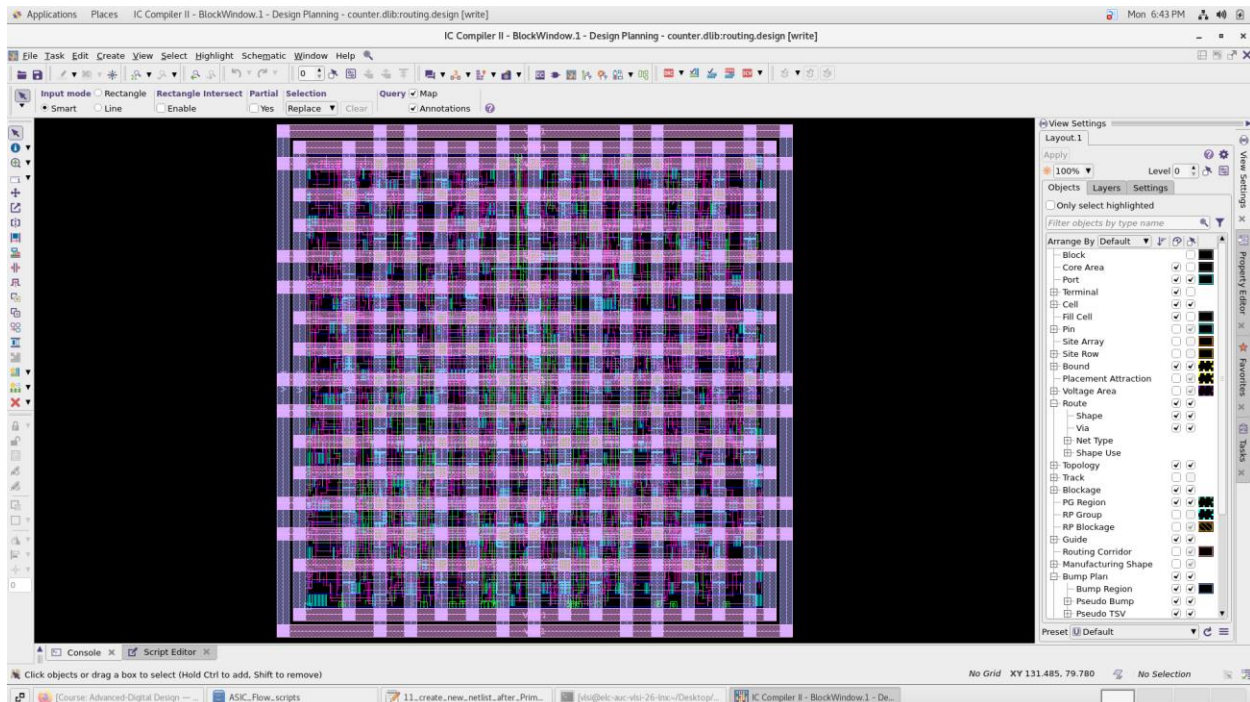 Applications Places IC Compiler II - BlockWindow.1 - Design Planning - counter.dlib:routing.design [write] Mon 6:43 PM
IC Compiler II - BlockWindow.1 - Design Planning - counter.dlib:routing.design [write]
File Task Edit Create View Select Highlight Schematic Window Help
0
Input mode Rectangle Rectangle Intersect Partial Selection Query Map
Smart Line Enable Yes Replace Clear Annotations
View Settings
Layout.1
Apply
100% Level 0
Objects Layers Settings
Only select highlighted
Filter objects by type name
Arrange By Default
Block
Core Area
Port
Terminal
Cell
Fill Cell
Pin
Site Array
Site Row
Bound
Placement Attraction
Voltage Area
Route
Shape
Via
Net Type
Shape Use
Topology
Track
Blockage
PG Region
RP Group
RP Blockage
Guide
Routing Corridor
Manufacturing Shape
Bump Plan
Bump Region
Pseudo Bump
Pseudo TSV
Preset Default
View Settings
Property Editor
Favorites
Tasks
0
Console Script Editor
Click objects or drag a box to select (Hold Ctrl to add, Shift to remove) No Grid XY 131.485, 79.780 No Selection
[Course: Advanced-Digital Design — ... ASIC_Flow_scripts 11_create_new_netlist_after_Prim... [vlsi@elc-auc-vlsi-26-lnx:~/Desktop/... IC Compiler II - BlockWindow.1 - De...